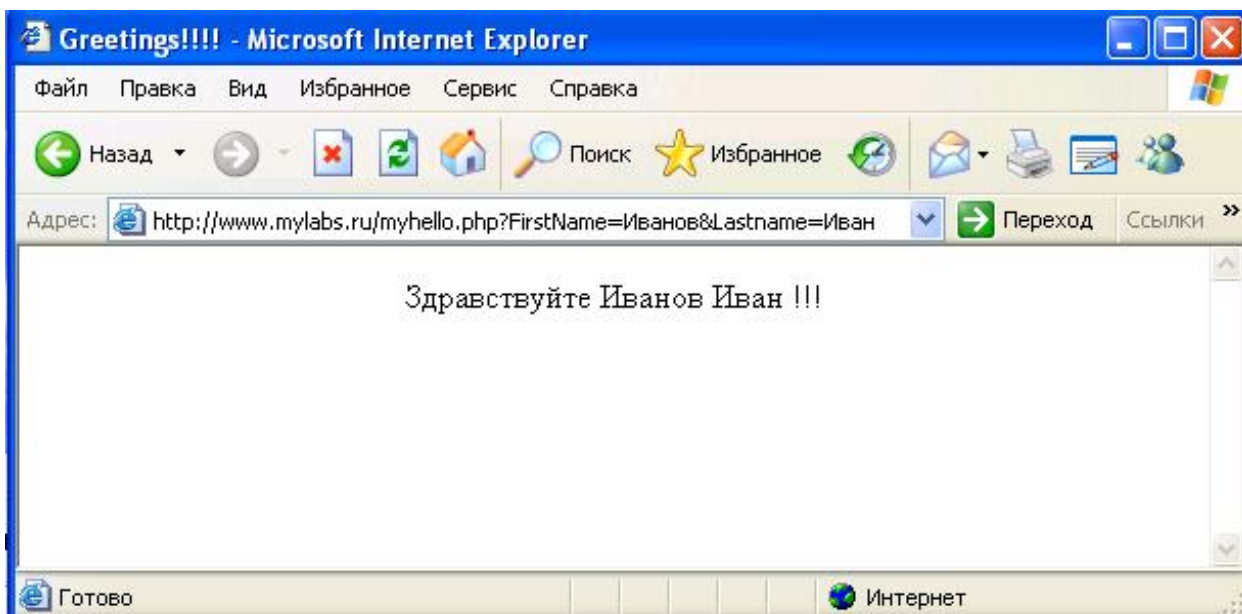 Greetings!!!! - Microsoft Internet Explorer
Файл Правка Вид Избранное Сервис Справка
Назад Поиск Избранное
Адрес: http://www.mylabs.ru/myhello.php?FirstName=Иванов&Lastname=Иван Переход Ссылки »
Здравствуйте Иванов Иван !!!
Готово Интернет